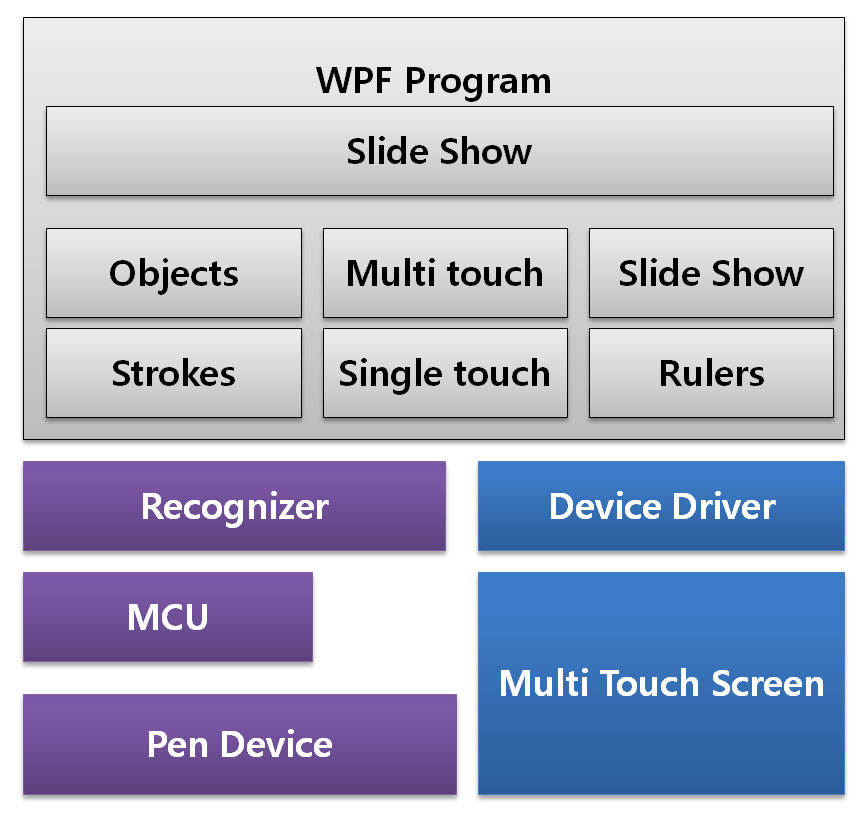 WPF Program
Slide Show
Objects
Multi touch
Slide Show
Strokes
Single touch
Rulers
Recognizer
Device Driver
MCU
Multi Touch Screen
Pen Device